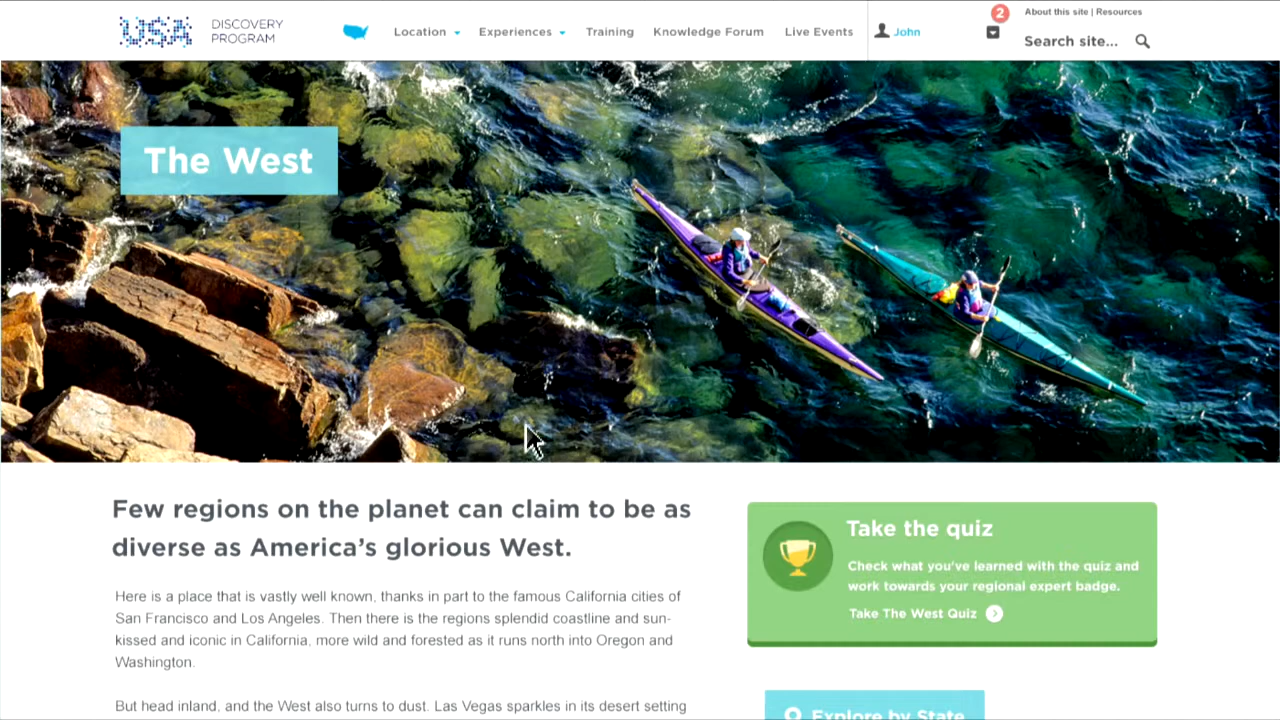 USA DISCOVERY PROGRAM
Location
Experiences
Training
Knowledge Forum
Live Events
John
2
About this site | Resources
Search site...
The West
Few regions on the planet can claim to be as
diverse as America's glorious West.
Here is a place that is vastly well known, thanks in part to the famous California cities of
San Francisco and Los Angeles. Then there is the regions splendid coastline and sun-
kissed and iconic in California, more wild and forested as it runs north into Oregon and
Washington.
But head inland, and the West also turns to dust. Las Vegas sparkles in its desert setting
Take the quiz
Check what you've learned with the quiz and
work towards your regional expert badge.
Take The West Quiz
Explore by State